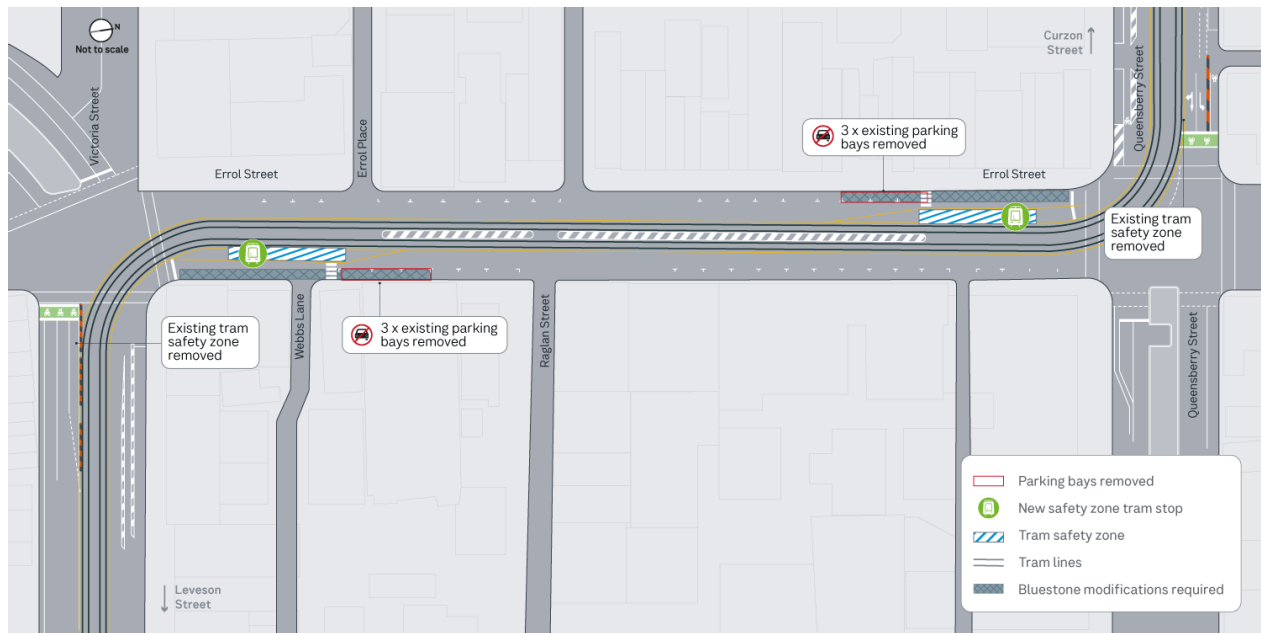 N
Not to scale
Victoria Street
Errol Street
Errol Place
3 x existing parking
bays removed
Errol Street
Curzon
Street
Queensberry Street
Existing tram
safety zone
removed
Existing tram
safety zone
removed
Webbs Lane
3 x existing parking
bays removed
Raglan Street
Queensberry Street
Leveson
Street
Parking bays removed
New safety zone tram stop
Tram safety zone
Tram lines
Bluestone modifications required